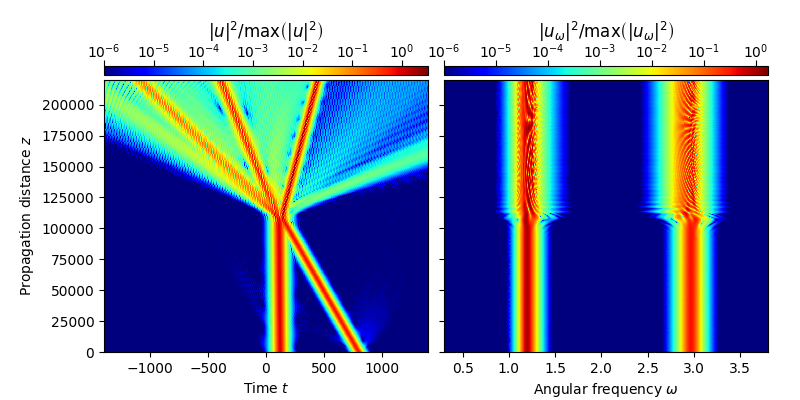 |u|²/max(|u|²)
10⁻⁶ 10⁻⁵ 10⁻⁴ 10⁻³ 10⁻² 10⁻¹ 10⁰
|u_ω|²/max(|u_ω|²)
10⁻⁶ 10⁻⁵ 10⁻⁴ 10⁻³ 10⁻² 10⁻¹ 10⁰
Propagation distance z
200000
175000
150000
125000
100000
75000
50000
25000
0
−1000 −500 0 500 1000
Time t
0.5 1.0 1.5 2.0 2.5 3.0 3.5
Angular frequency ω